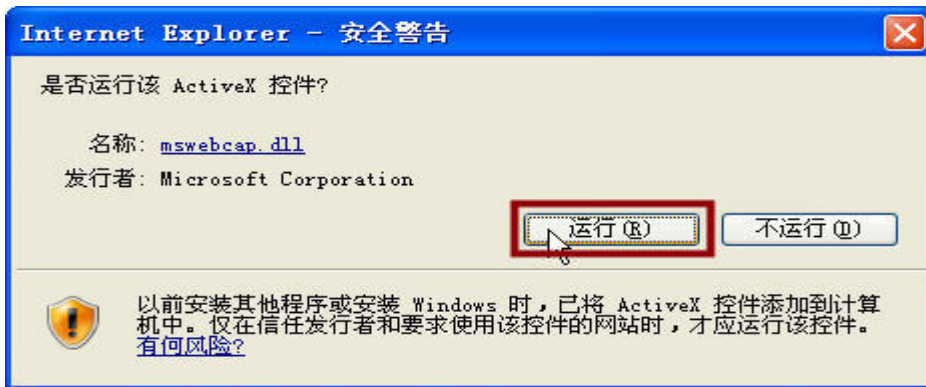 Internet Explorer - 安全警告
是否运行该 ActiveX 控件?
名称: mswebcap.dll
发行者: Microsoft Corporation
运行(R) 不运行(D)
以前安装其他程序或安装 Windows 时，已将 ActiveX 控件添加到计算
机中。仅在信任发行者和要求使用该控件的网站时，才应运行该控件。
有何风险?